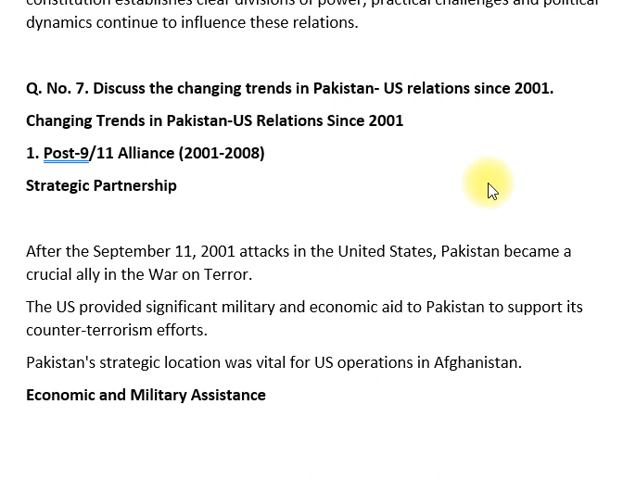 constitution establishes clear divisions of power, practical challenges and political
dynamics continue to influence these relations.
Q. No. 7. Discuss the changing trends in Pakistan- US relations since 2001.
Changing Trends in Pakistan-US Relations Since 2001
1. Post-9/11 Alliance (2001-2008)
Strategic Partnership
After the September 11, 2001 attacks in the United States, Pakistan became a
crucial ally in the War on Terror.
The US provided significant military and economic aid to Pakistan to support its
counter-terrorism efforts.
Pakistan's strategic location was vital for US operations in Afghanistan.
Economic and Military Assistance